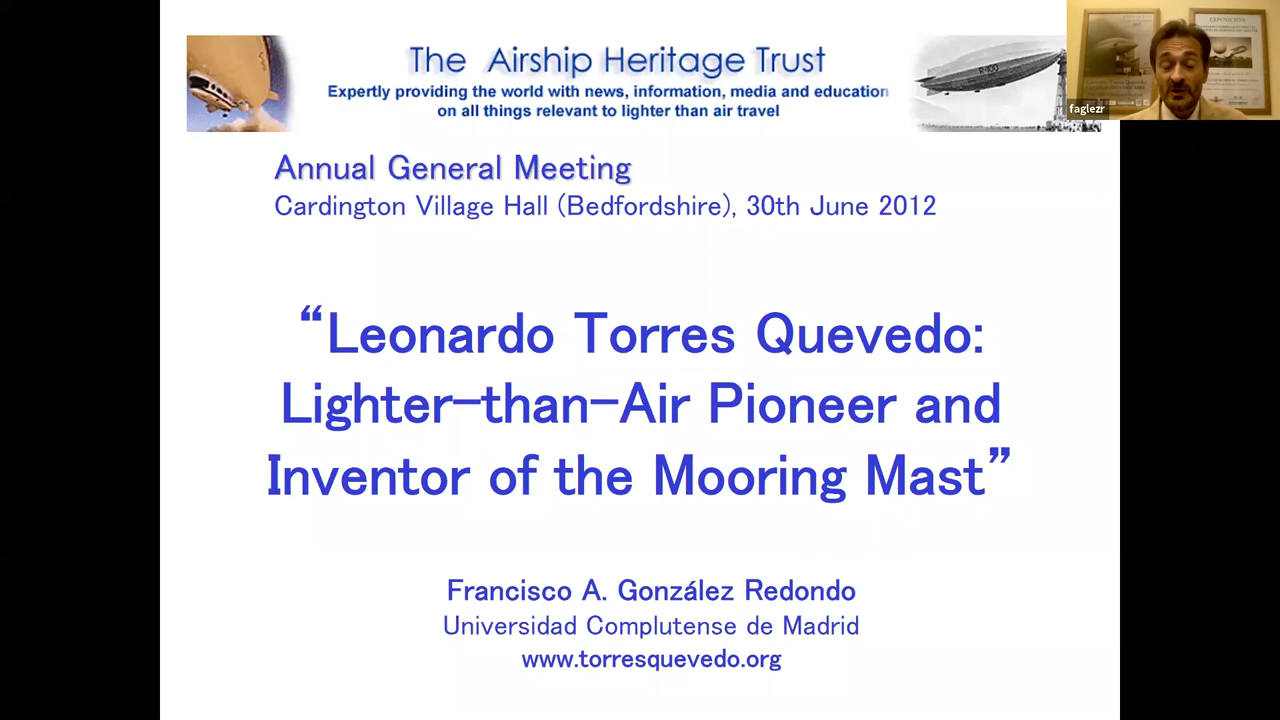 The Airship Heritage Trust
Expertly providing the world with news, information, media and education
on all things relevant to lighter than air travel
R-100
EXPOSICIÓN
faglezr
Annual General Meeting
Cardington Village Hall (Bedfordshire), 30th June 2012
“Leonardo Torres Quevedo:
Lighter-than-Air Pioneer and
Inventor of the Mooring Mast”
Francisco A. González Redondo
Universidad Complutense de Madrid
www.torresquevedo.org